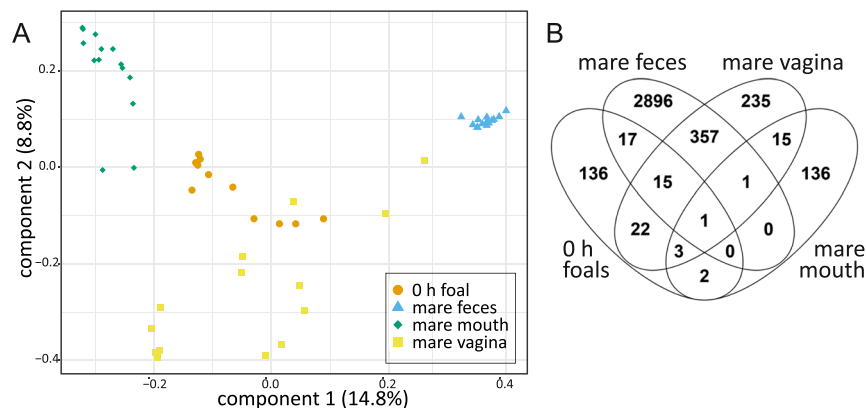 A
component 2 (8.8%)
0.2
0.0
−0.2
−0.4
−0.2
0.0
0.2
0.4
component 1 (14.8%)
0 h foal
mare feces
mare mouth
mare vagina
B
mare feces
mare vagina
2896
235
17
357
15
136
15
1
136
22
1
0
3
0
2
0 h
foals
mare
mouth